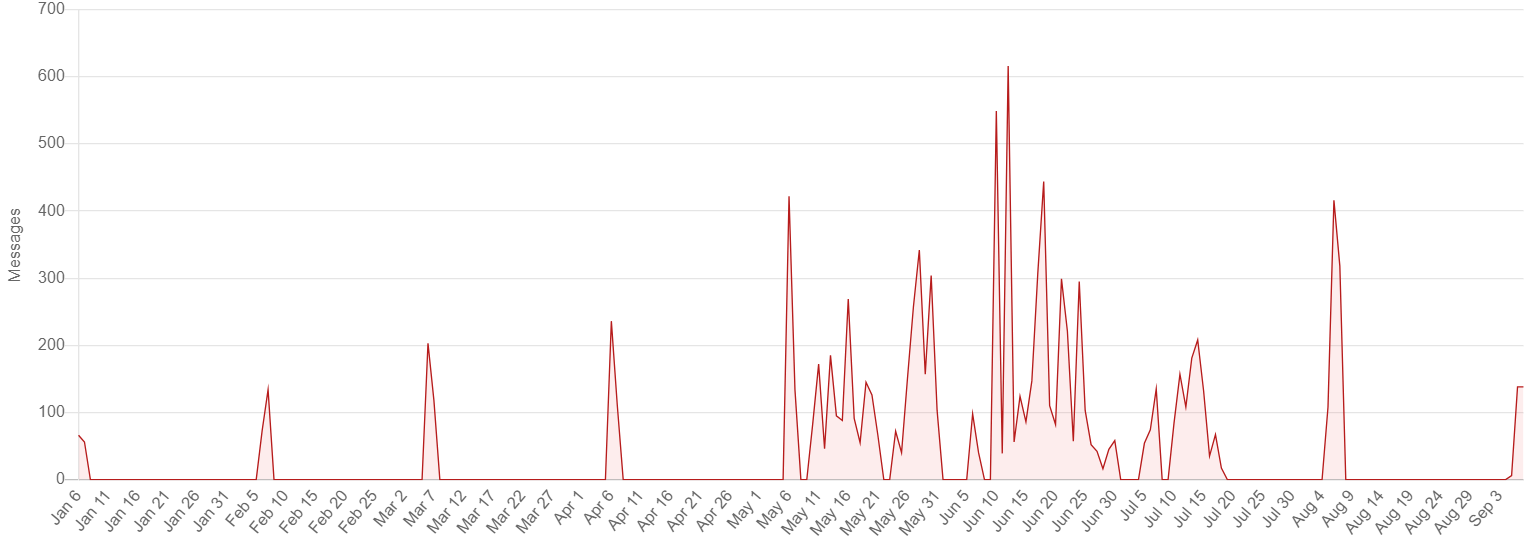 700
600
500
400
300
200
100
0
Messages
Jan 6
Jan 11
Jan 16
Jan 21
Jan 26
Jan 31
Feb 5
Feb 10
Feb 15
Feb 20
Feb 25
Mar 2
Mar 7
Mar 12
Mar 17
Mar 22
Mar 27
Apr 1
Apr 6
Apr 11
Apr 16
Apr 21
Apr 26
May 1
May 6
May 11
May 16
May 21
May 26
May 31
Jun 5
Jun 10
Jun 15
Jun 20
Jun 25
Jun 30
Jul 5
Jul 10
Jul 15
Jul 20
Jul 25
Jul 30
Aug 4
Aug 9
Aug 14
Aug 19
Aug 24
Aug 29
Sep 3